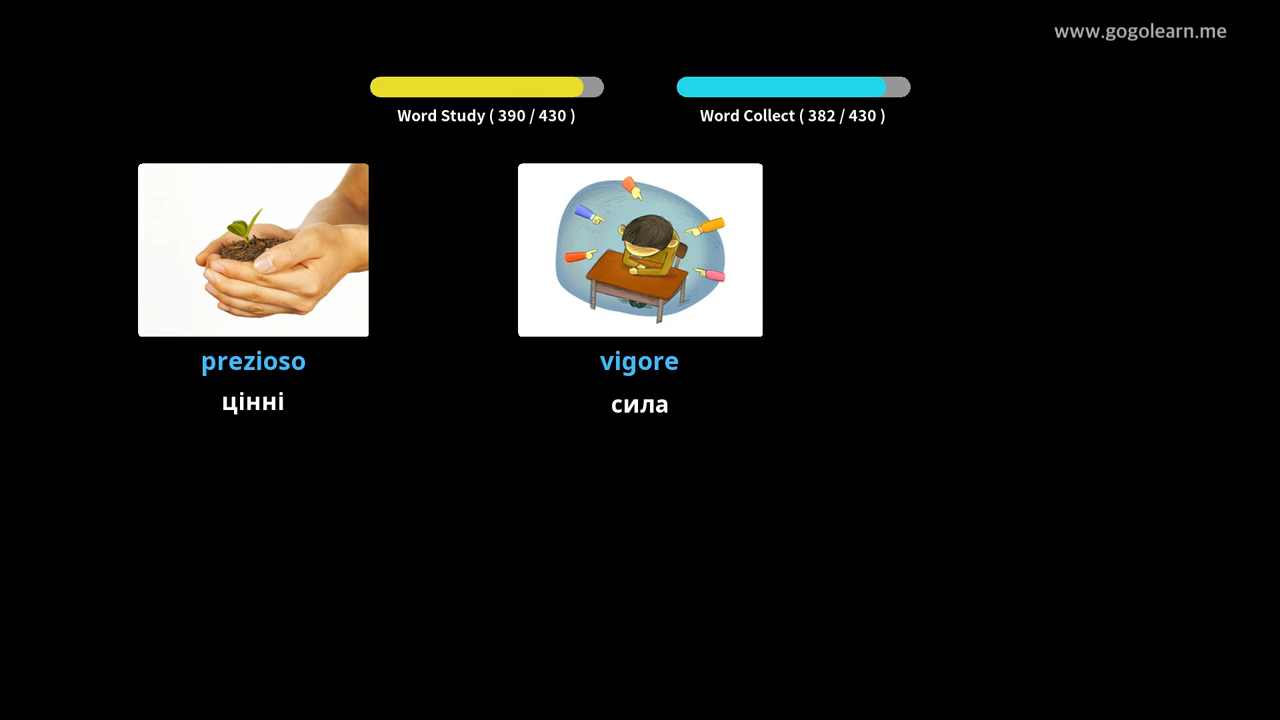 www.gogolearn.me
Word Study ( 390 / 430 )
Word Collect ( 382 / 430 )
prezioso
vigore
цінні
сила